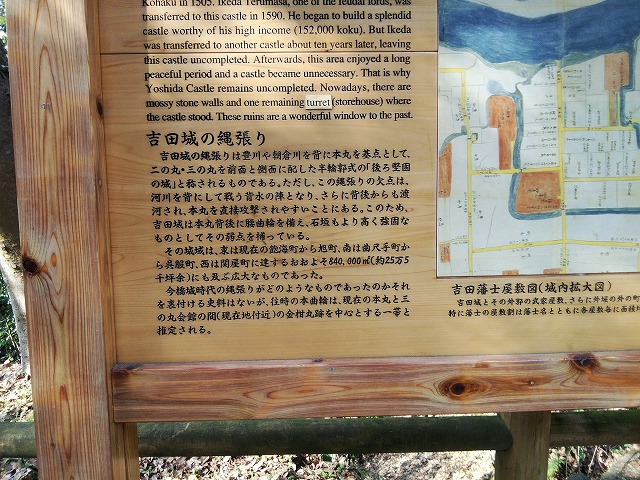 Kohaku in 1505. Ikeda Terumasa, one of the feudal lords, was
transferred to this castle in 1590. He began to build a splendid
castle worthy of his high income (152,000 koku). But Ikeda
was transferred to another castle about ten years later, leaving
this castle uncompleted. Afterwards, this area enjoyed a long
peaceful period and a castle became unnecessary. That is why
Yoshida Castle remains uncompleted. Nowadays, there are
mossy stone walls and one remaining turret (storehouse) where
the castle stood. These ruins are a wonderful window to the past.
吉田城の縄張り
吉田城の縄張りは豊川や朝倉川を背に本丸を基点として、
二の丸・三の丸を前面と側面に配した半輪郭式の「後ろ堅固
の城」と称されるものである。ただし、この縄張りの欠点は、
河川を背にして戦う背水の陣となり、さらに背後からも渡
河され、本丸を直接攻撃されやすいことにある。このため、
吉田城は本丸背後に腰曲輪を備え、石垣もより高く強固な
ものとしてその弱点を補っている。
その城域は、東は現在の飽海町から旭町、南は曲尺手町か
ら呉服町、西は関屋町に達するおおよそ840,000㎡(約25万5
千坪余)にも及ぶ広大なものであった。
今橋城時代の縄張りがどのようなものであったのかそれ
を裏付ける史料はないが、往時の本曲輪は、現在の本丸と三
の丸会館の間(現在地付近)の金柑丸跡を中心とする一帯と
推定される。
吉田藩士屋敷図(城内拡大図)
吉田城とその外郭の武家屋敷、さらに外堀の外の町
特に藩士の屋敷割は藩士名とともに各屋敷毎に面積